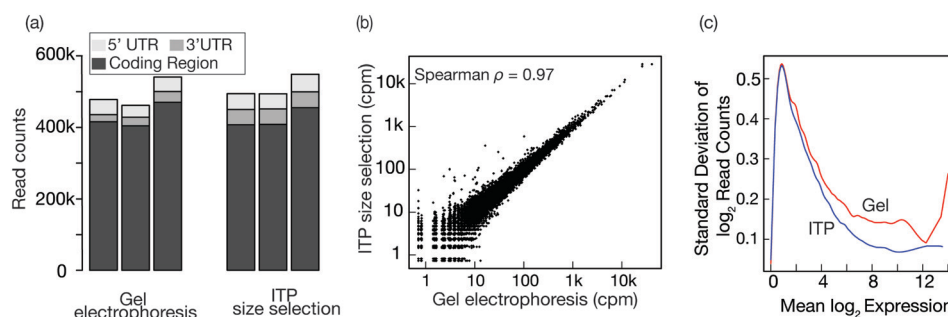 (a)
5' UTR 3'UTR
Coding Region
600k
400k
200k
0
Read counts
Gel
electrophoresis
ITP
size selection
(b)
Spearman ρ = 0.97
10k
1k
100
10
1
ITP size selection (cpm)
1 10 100 1k 10k
Gel electrophoresis (cpm)
(c)
0.5
0.4
0.3
0.2
0.1
Standard Deviation of
log2 Read Counts
Gel
ITP
0 4 8 12
Mean log2 Expression